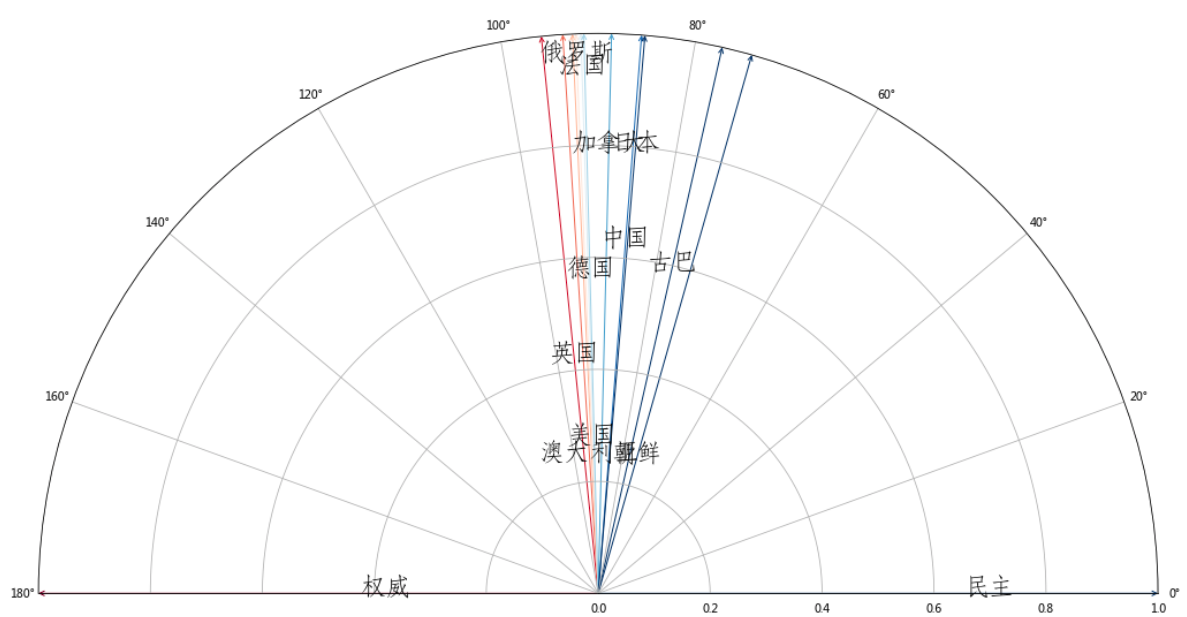 100° 80°
俄罗斯
法国
120° 60°
加拿大 日本
140° 40°
中国
德国 古巴
英国
160° 20°
美国
澳大利亚 朝鲜
权威 民主
180° 0°
0.0 0.2 0.4 0.6 0.8 1.0